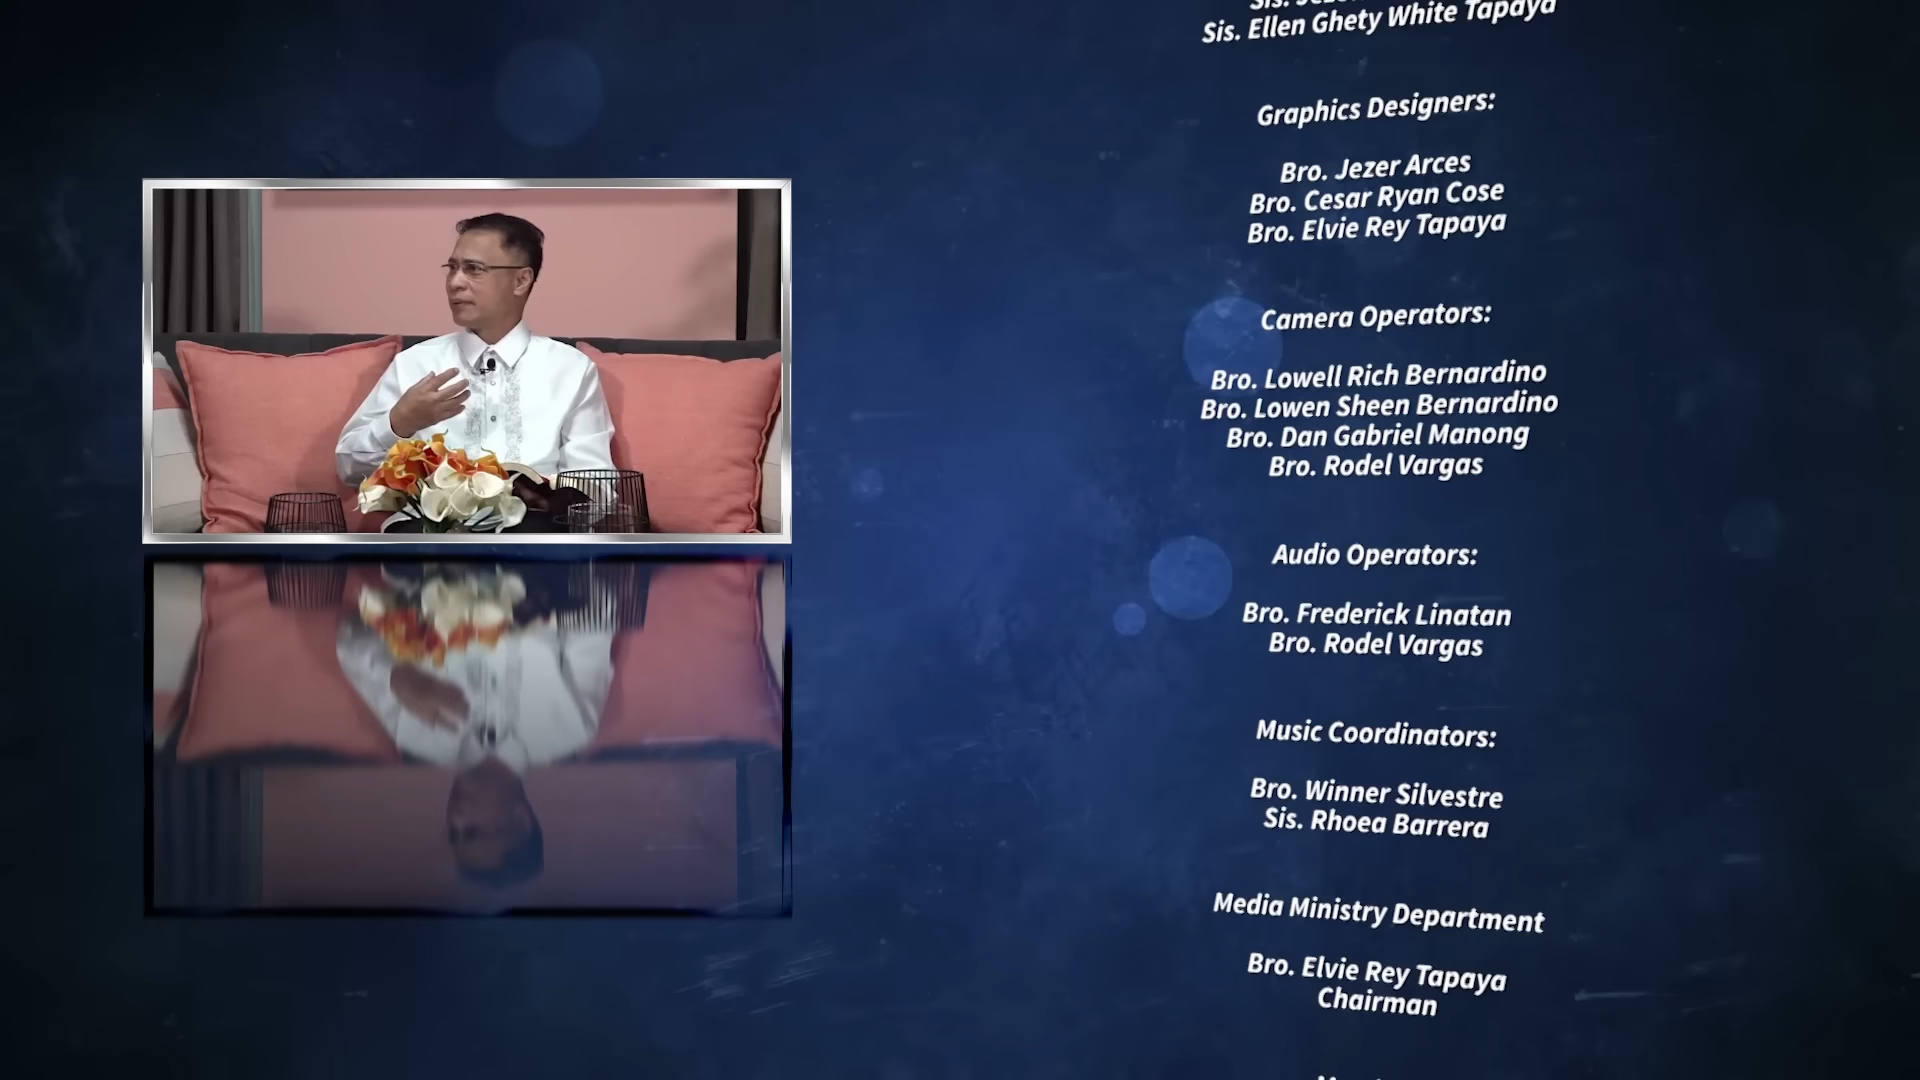 Sis. Ellen Ghety White Tapaya
Graphics Designers:
Bro. Jezer Arces
Bro. Cesar Ryan Cose
Bro. Elvie Rey Tapaya
Camera Operators:
Bro. Lowell Rich Bernardino
Bro. Lowen Sheen Bernardino
Bro. Dan Gabriel Manong
Bro. Rodel Vargas
Audio Operators:
Bro. Frederick Linatan
Bro. Rodel Vargas
Music Coordinators:
Bro. Winner Silvestre
Sis. Rhoea Barrera
Media Ministry Department
Bro. Elvie Rey Tapaya
Chairman